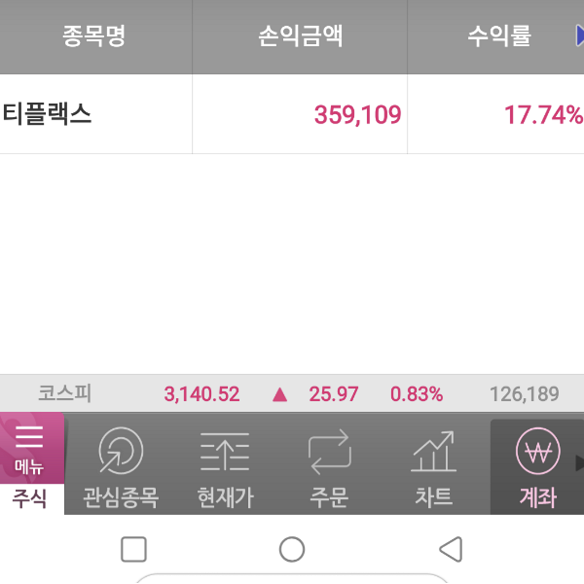 종목명 손익금액 수익률
티플랙스 359,109 17.74%
코스피 3,140.52 ▲ 25.97 0.83% 126,189
메뉴
주식 관심종목 현재가 주문 차트 계좌